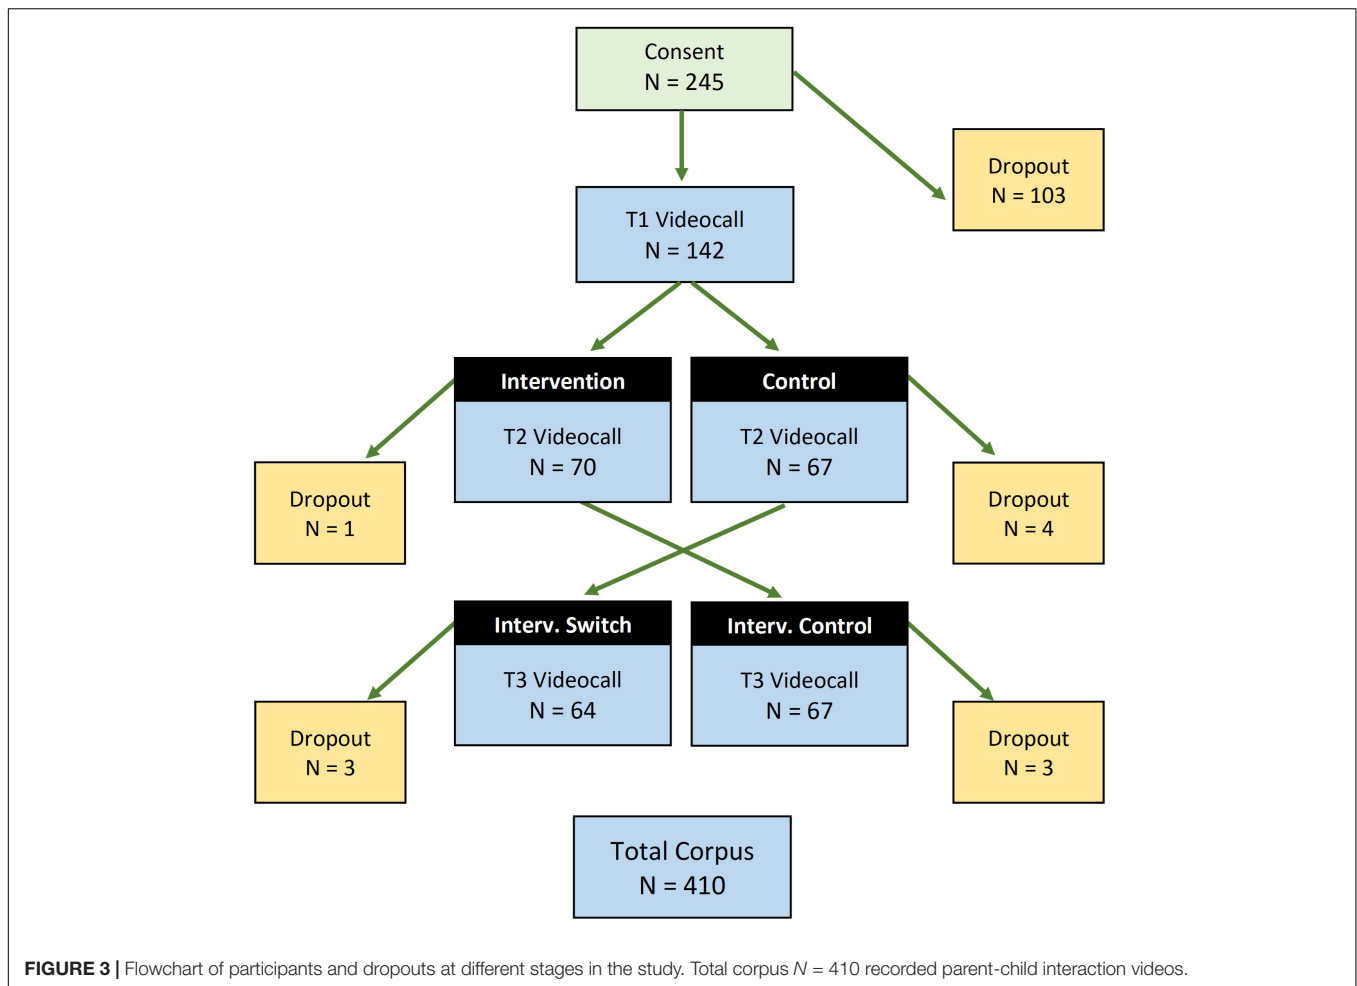 Consent
N = 245
Dropout
N = 103
T1 Videocall
N = 142
Intervention
T2 Videocall
N = 70
Control
T2 Videocall
N = 67
Dropout
N = 1
Dropout
N = 4
Interv. Switch
T3 Videocall
N = 64
Interv. Control
T3 Videocall
N = 67
Dropout
N = 3
Dropout
N = 3
Total Corpus
N = 410
FIGURE 3 | Flowchart of participants and dropouts at different stages in the study. Total corpus N = 410 recorded parent-child interaction videos.